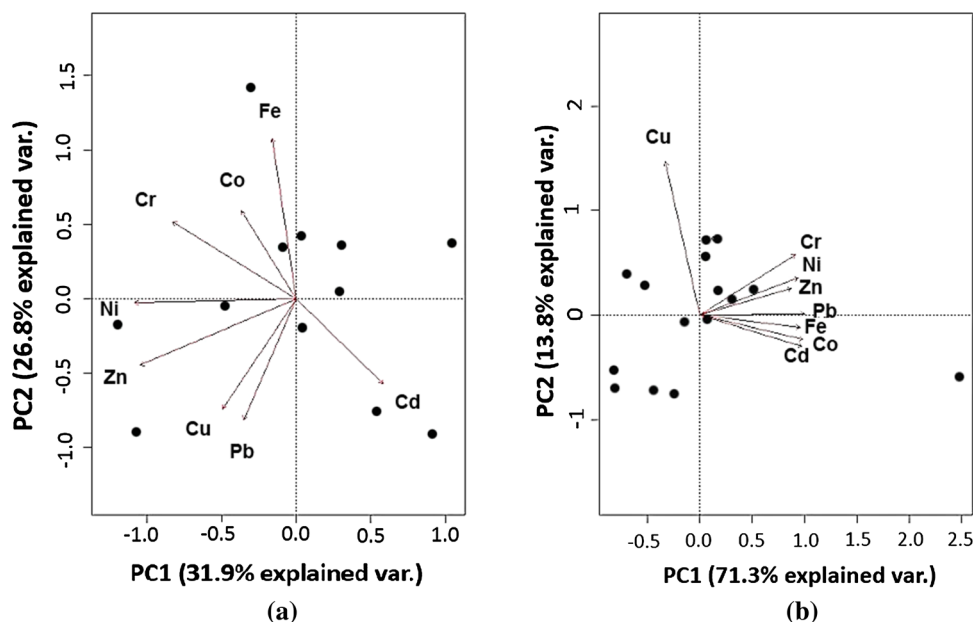 PC2 (26.8% explained var.)
1.5
1.0
0.5
0.0
-0.5
-1.0
Fe
Co
Cr
Ni
Zn
Cu
Pb
Cd
-1.0 -0.5 0.0 0.5 1.0
PC1 (31.9% explained var.)
(a)
PC2 (13.8% explained var.)
2
1
0
-1
Cu
Cr
Ni
Zn
Pb
Fe
Co
Cd
-0.5 0.0 0.5 1.0 1.5 2.0 2.5
PC1 (71.3% explained var.)
(b)